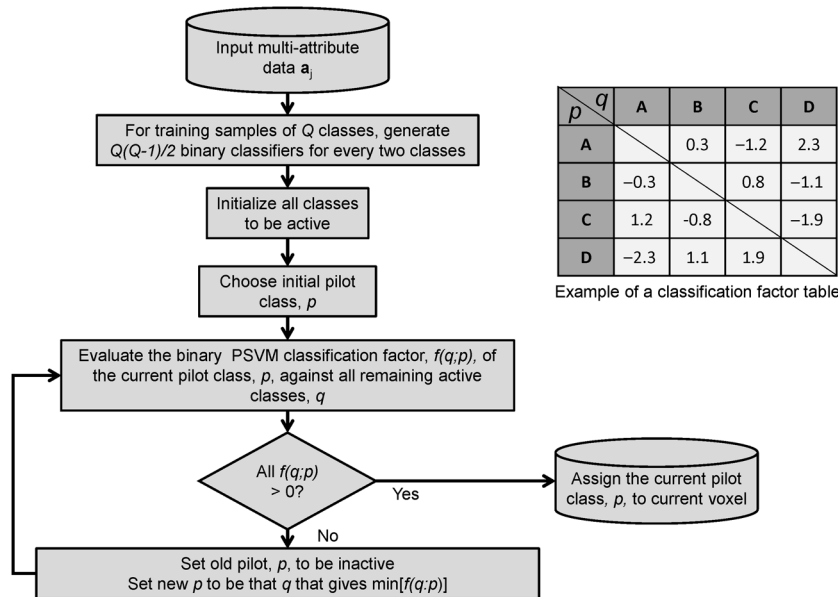 Input multi-attribute
data aj
For training samples of Q classes, generate
Q(Q-1)/2 binary classifiers for every two classes
Initialize all classes
to be active
Choose initial pilot
class, p
Evaluate the binary PSVM classification factor, f(q;p), of
the current pilot class, p, against all remaining active
classes, q
All f(q;p)
> 0?
Yes
No
Assign the current pilot
class, p, to current voxel
Set old pilot, p, to be inactive
Set new p to be that q that gives min[f(q:p)]
p q A B C D
A 0.3 −1.2 2.3
B −0.3 0.8 −1.1
C 1.2 -0.8 −1.9
D −2.3 1.1 1.9
Example of a classification factor table